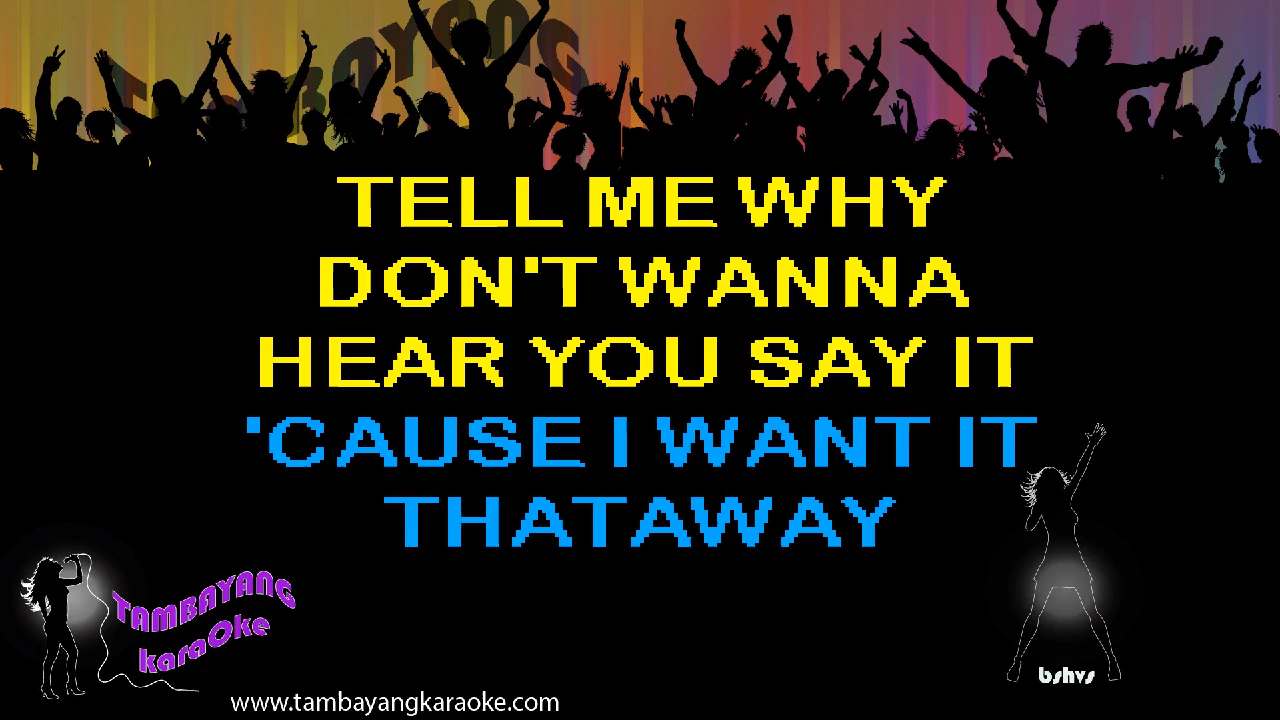 TAMBAYANG
TELL ME WHY
DON'T WANNA
HEAR YOU SAY IT
'CAUSE I WANT IT
THATAWAY
TAMBAYANG
karaOke
bshvs
www.tambayangkaraoke.com